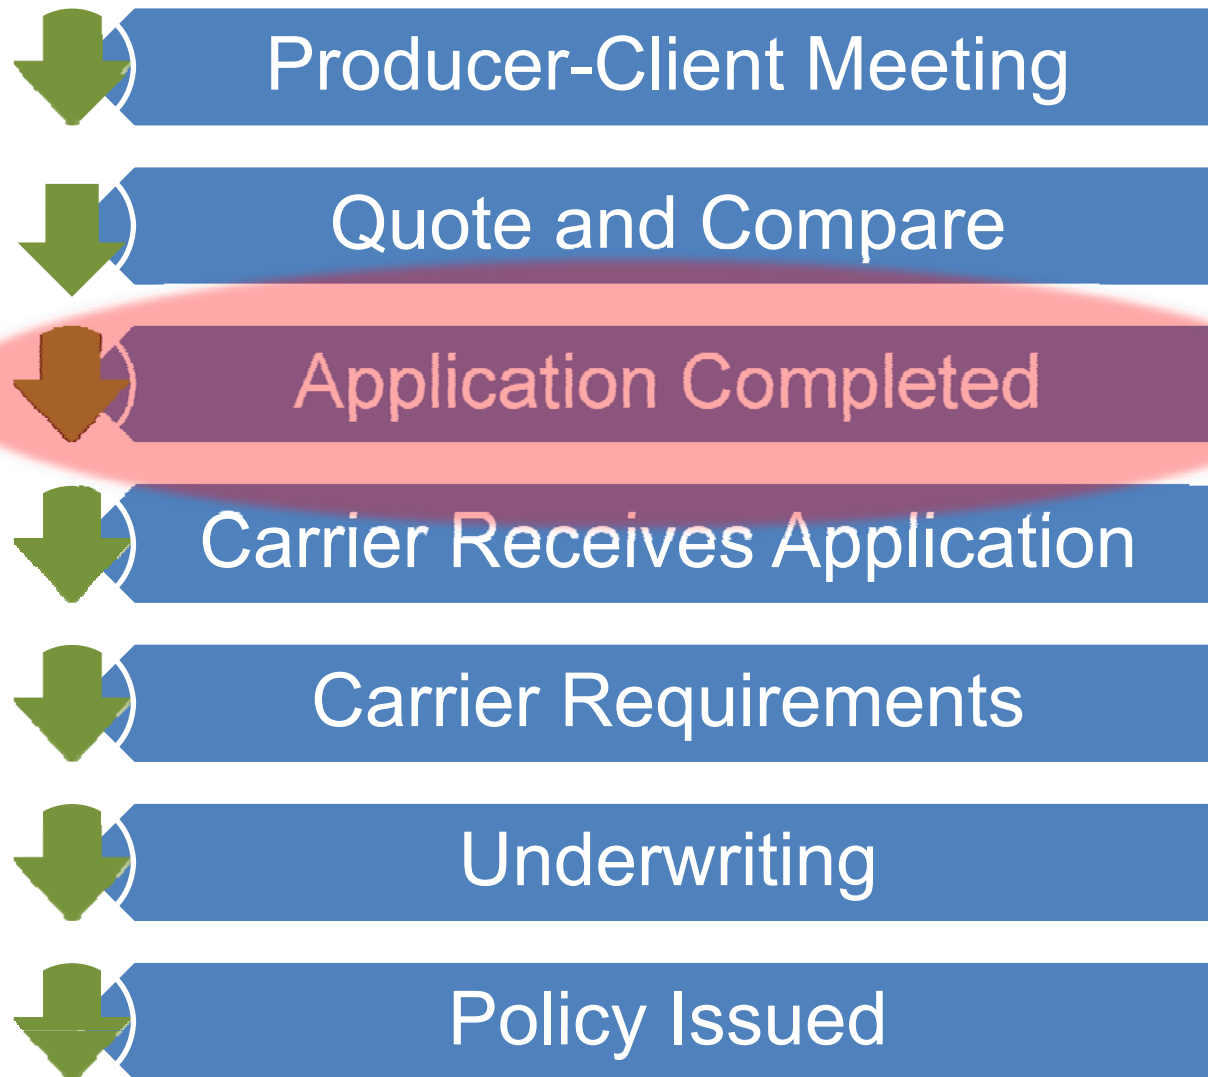 Producer-Client Meeting
Quote and Compare
Application Completed
Carrier Receives Application
Carrier Requirements
Underwriting
Policy Issued